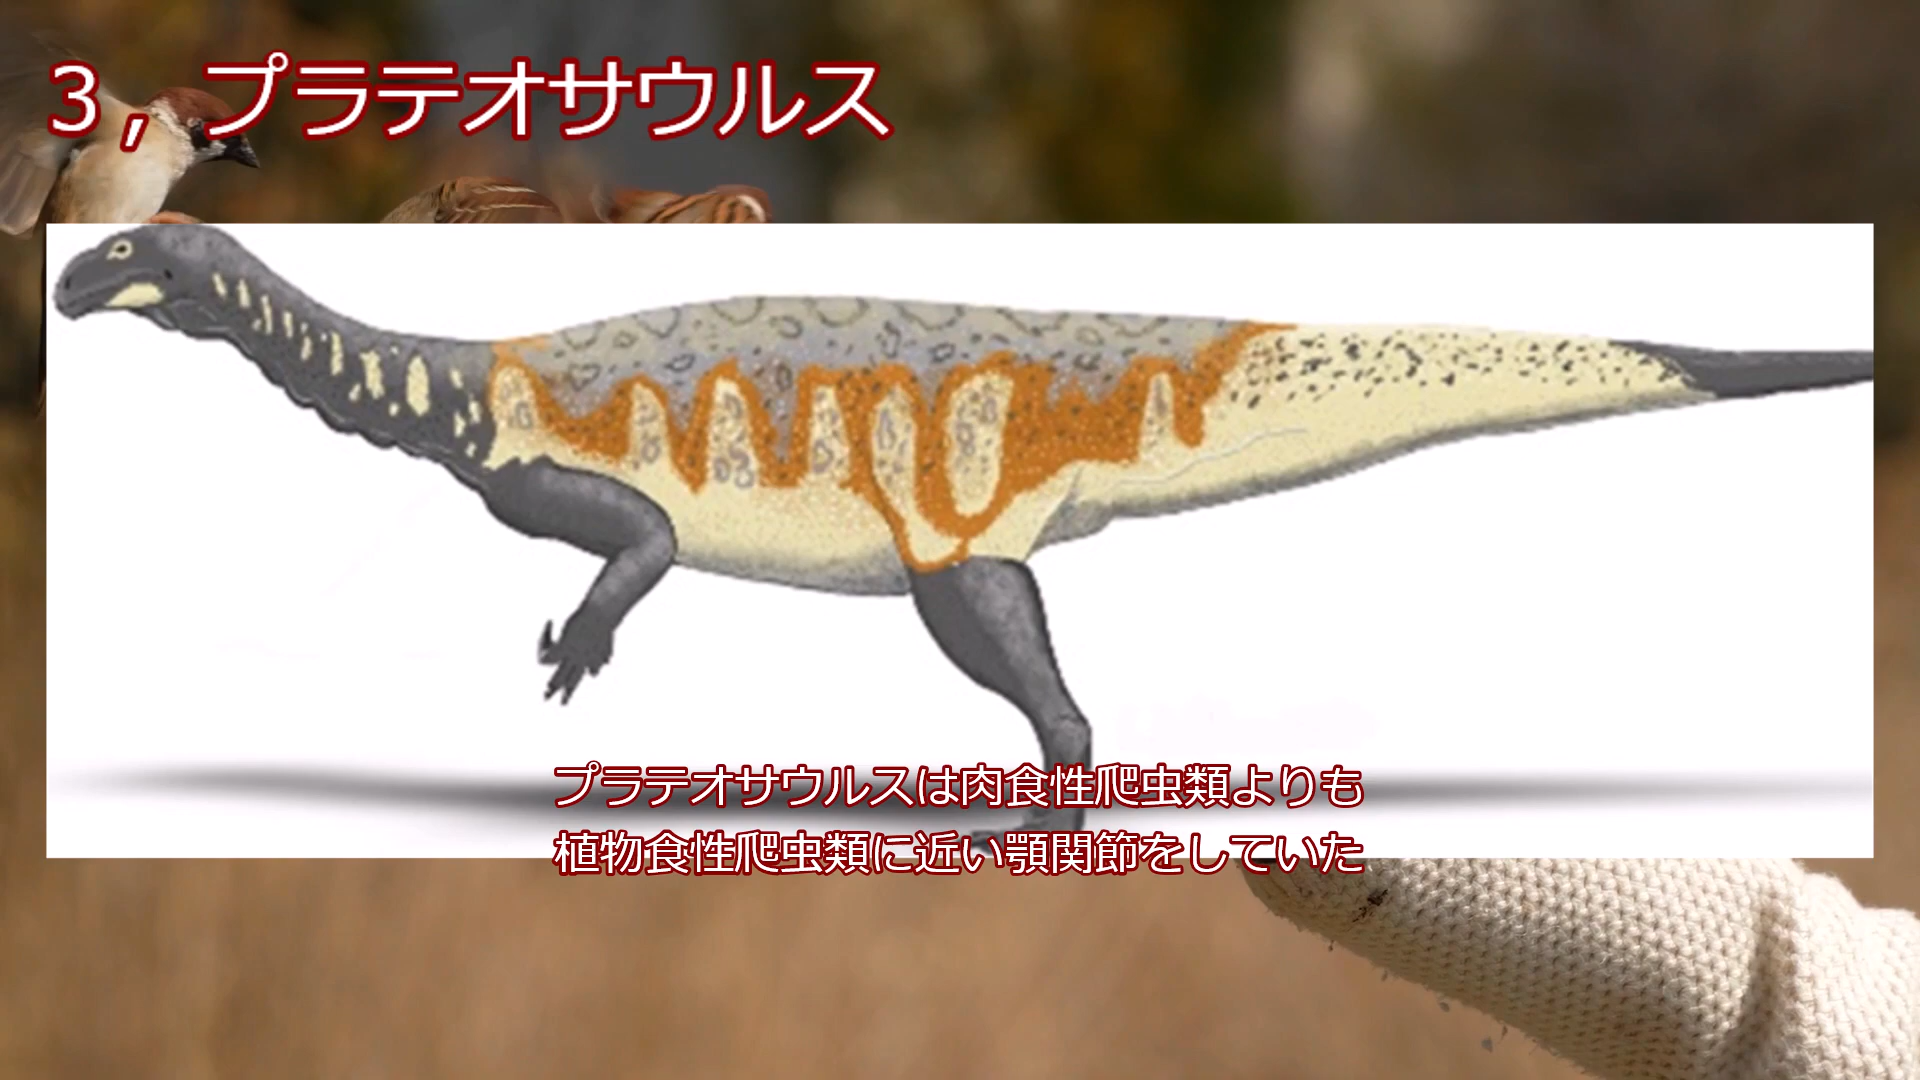 3，プラテオサウルス
プラテオサウルスは肉食性爬虫類よりも
植物食性爬虫類に近い顎関節をしていた